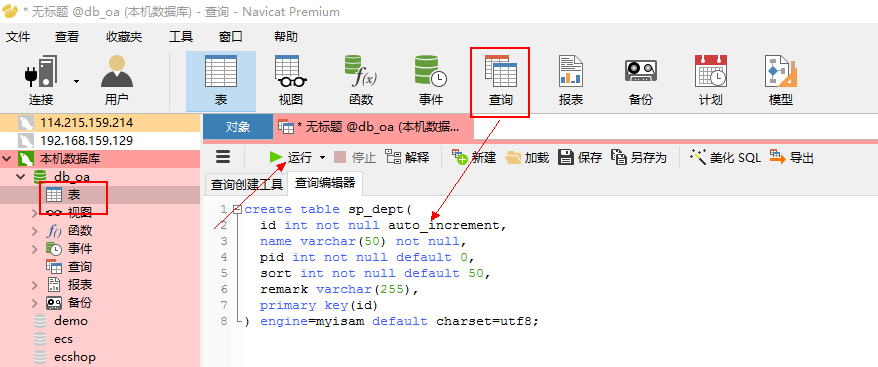 * 无标题 @db_oa (本机数据库) - 查询 - Navicat Premium
文件 查看 收藏夹 工具 窗口 帮助
连接 用户 表 视图 函数 事件 查询 报表 备份 计划 模型
114.215.159.214
192.168.159.129
本机数据库
db_oa
表
视图
函数
事件
查询
报表
备份
demo
ecs
ecshop
对象 * 无标题 @db_oa (本机数据...
运行 停止 解释 新建 加载 保存 另存为 美化 SQL 导出
查询创建工具 查询编辑器
1 create table sp_dept(
2 id int not null auto_increment,
3 name varchar(50) not null,
4 pid int not null default 0,
5 sort int not null default 50,
6 remark varchar(255),
7 primary key(id)
8 ) engine=myisam default charset=utf8;